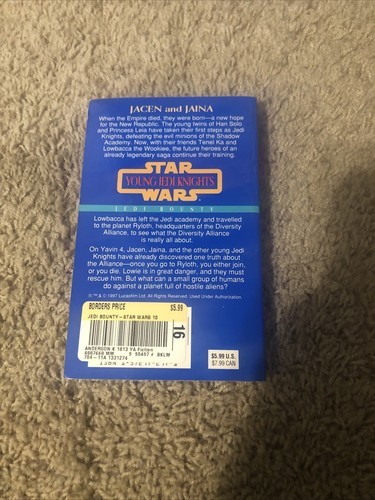 JACEN and JAINA
When the Empire died, they were born—a new hope
for the New Republic. The young twins of Han Solo
and Princess Leia have taken their first steps as Jedi
Knights, defeating the evil minions of the Shadow
Academy. Now, with their friends Tenel Ka and
Lowbacca the Wookiee, the future heroes of an
already legendary saga continue their training.
STAR
YOUNG JEDI KNIGHTS
WARS
JEDI BOUNTY
Lowbacca has left the Jedi academy and travelled
to the planet Ryloth, headquarters of the Diversity
Alliance, to see what the Diversity Alliance
is really all about.
On Yavin 4, Jacen, Jaina, and the other young Jedi
Knights have already discovered one truth about
the Alliance—once you go to Ryloth, you either join,
or you die. Lowie is in great danger, and they must
rescue him. But what can a small group of humans
do against a planet full of hostile aliens?
®,™ & © 1997 Lucasfilm Ltd. All Rights Reserved. Used Under Authorization.
BORDERS PRICE $5.99
JEDI BOUNTY-STAR WARS 10
16
ANDERSON K 1613 YA Fiction
MM BKLM
$5.99 U.S.
$7.99 CAN